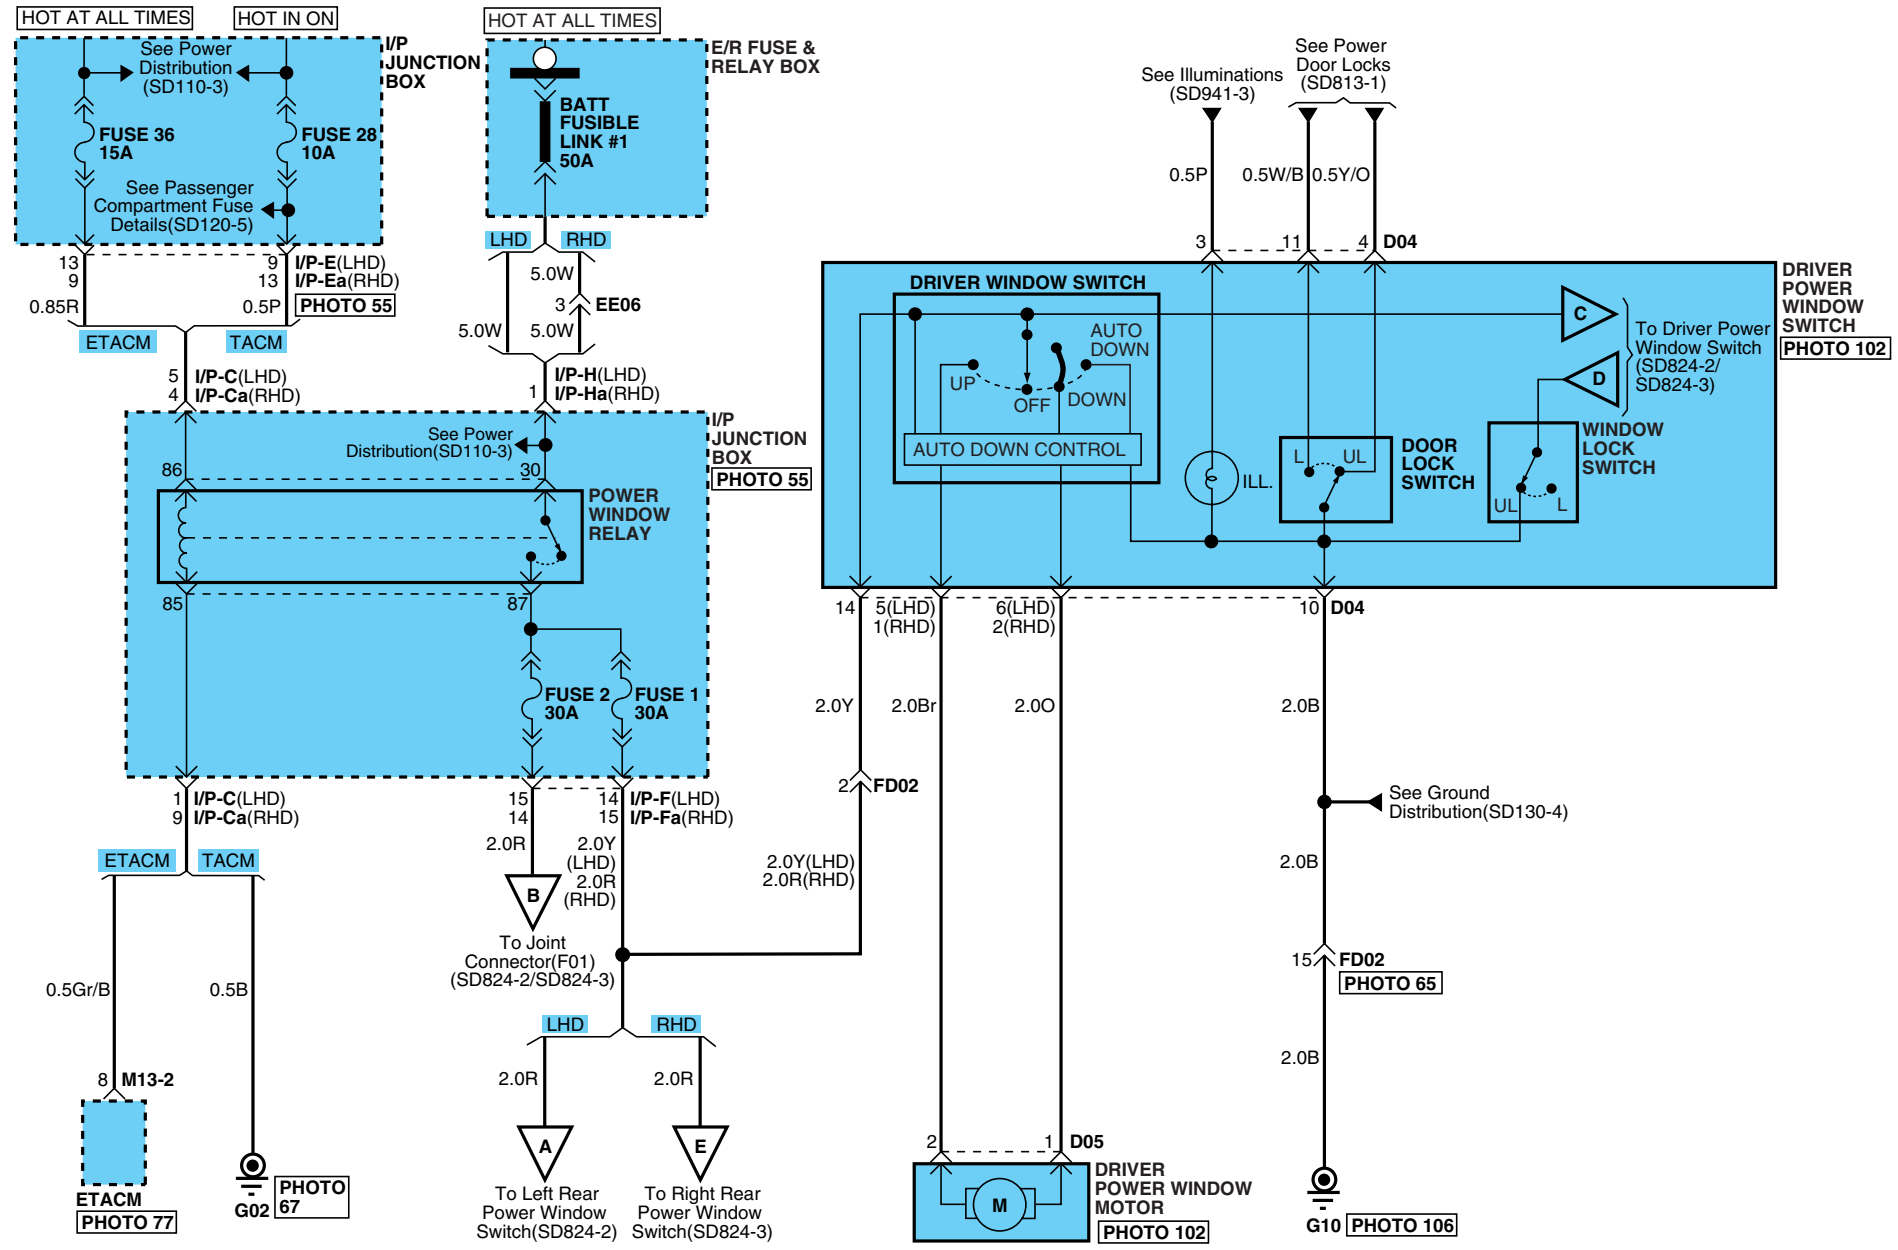 HOT AT ALL TIMES
HOT IN ON
HOT AT ALL TIMES
See Power
Distribution
(SD110-3)
I/P
JUNCTION
BOX
FUSE 36
15A
FUSE 28
10A
See Passenger
Compartment Fuse
Details(SD120-5)
E/R FUSE &
RELAY BOX
BATT
FUSIBLE
LINK #1
50A
LHD
RHD
13
9
9 I/P-E(LHD)
13 I/P-Ea(RHD)
0.85R
0.5P
PHOTO 55
ETACM
TACM
5.0W
3 EE06
5.0W
5.0W
5 I/P-C(LHD)
4 I/P-Ca(RHD)
I/P-H(LHD)
1 I/P-Ha(RHD)
See Power
Distribution(SD110-3)
I/P
JUNCTION
BOX
PHOTO 55
86
30
POWER
WINDOW
RELAY
85
87
FUSE 2
30A
FUSE 1
30A
1 I/P-C(LHD)
9 I/P-Ca(RHD)
15
14
14 I/P-F(LHD)
15 I/P-Fa(RHD)
2.0R
2.0Y
(LHD)
2.0R
(RHD)
ETACM
TACM
B
To Joint
Connector(F01)
(SD824-2/SD824-3)
0.5Gr/B
0.5B
8 M13-2
ETACM
PHOTO 77
G02
PHOTO
67
LHD
RHD
2.0R
2.0R
A
E
To Left Rear
Power Window
Switch(SD824-2)
To Right Rear
Power Window
Switch(SD824-3)
See Illuminations
(SD941-3)
See Power
Door Locks
(SD813-1)
0.5P
0.5W/B
0.5Y/O
3
11
4 D04
DRIVER
POWER
WINDOW
SWITCH
PHOTO 102
DRIVER WINDOW SWITCH
AUTO
DOWN
UP
OFF
DOWN
AUTO DOWN CONTROL
C
D
To Driver Power
Window Switch
(SD824-2/
SD824-3)
ILL.
L
UL
DOOR
LOCK
SWITCH
WINDOW
LOCK
SWITCH
UL
L
14
5(LHD)
1(RHD)
6(LHD)
2(RHD)
10 D04
2.0Y
2.0Br
2.0O
2.0B
2 FD02
2.0Y(LHD)
2.0R(RHD)
See Ground
Distribution(SD130-4)
2.0B
15 FD02
PHOTO 65
2.0B
2
1 D05
M
DRIVER
POWER WINDOW
MOTOR
PHOTO 102
G10 PHOTO 106